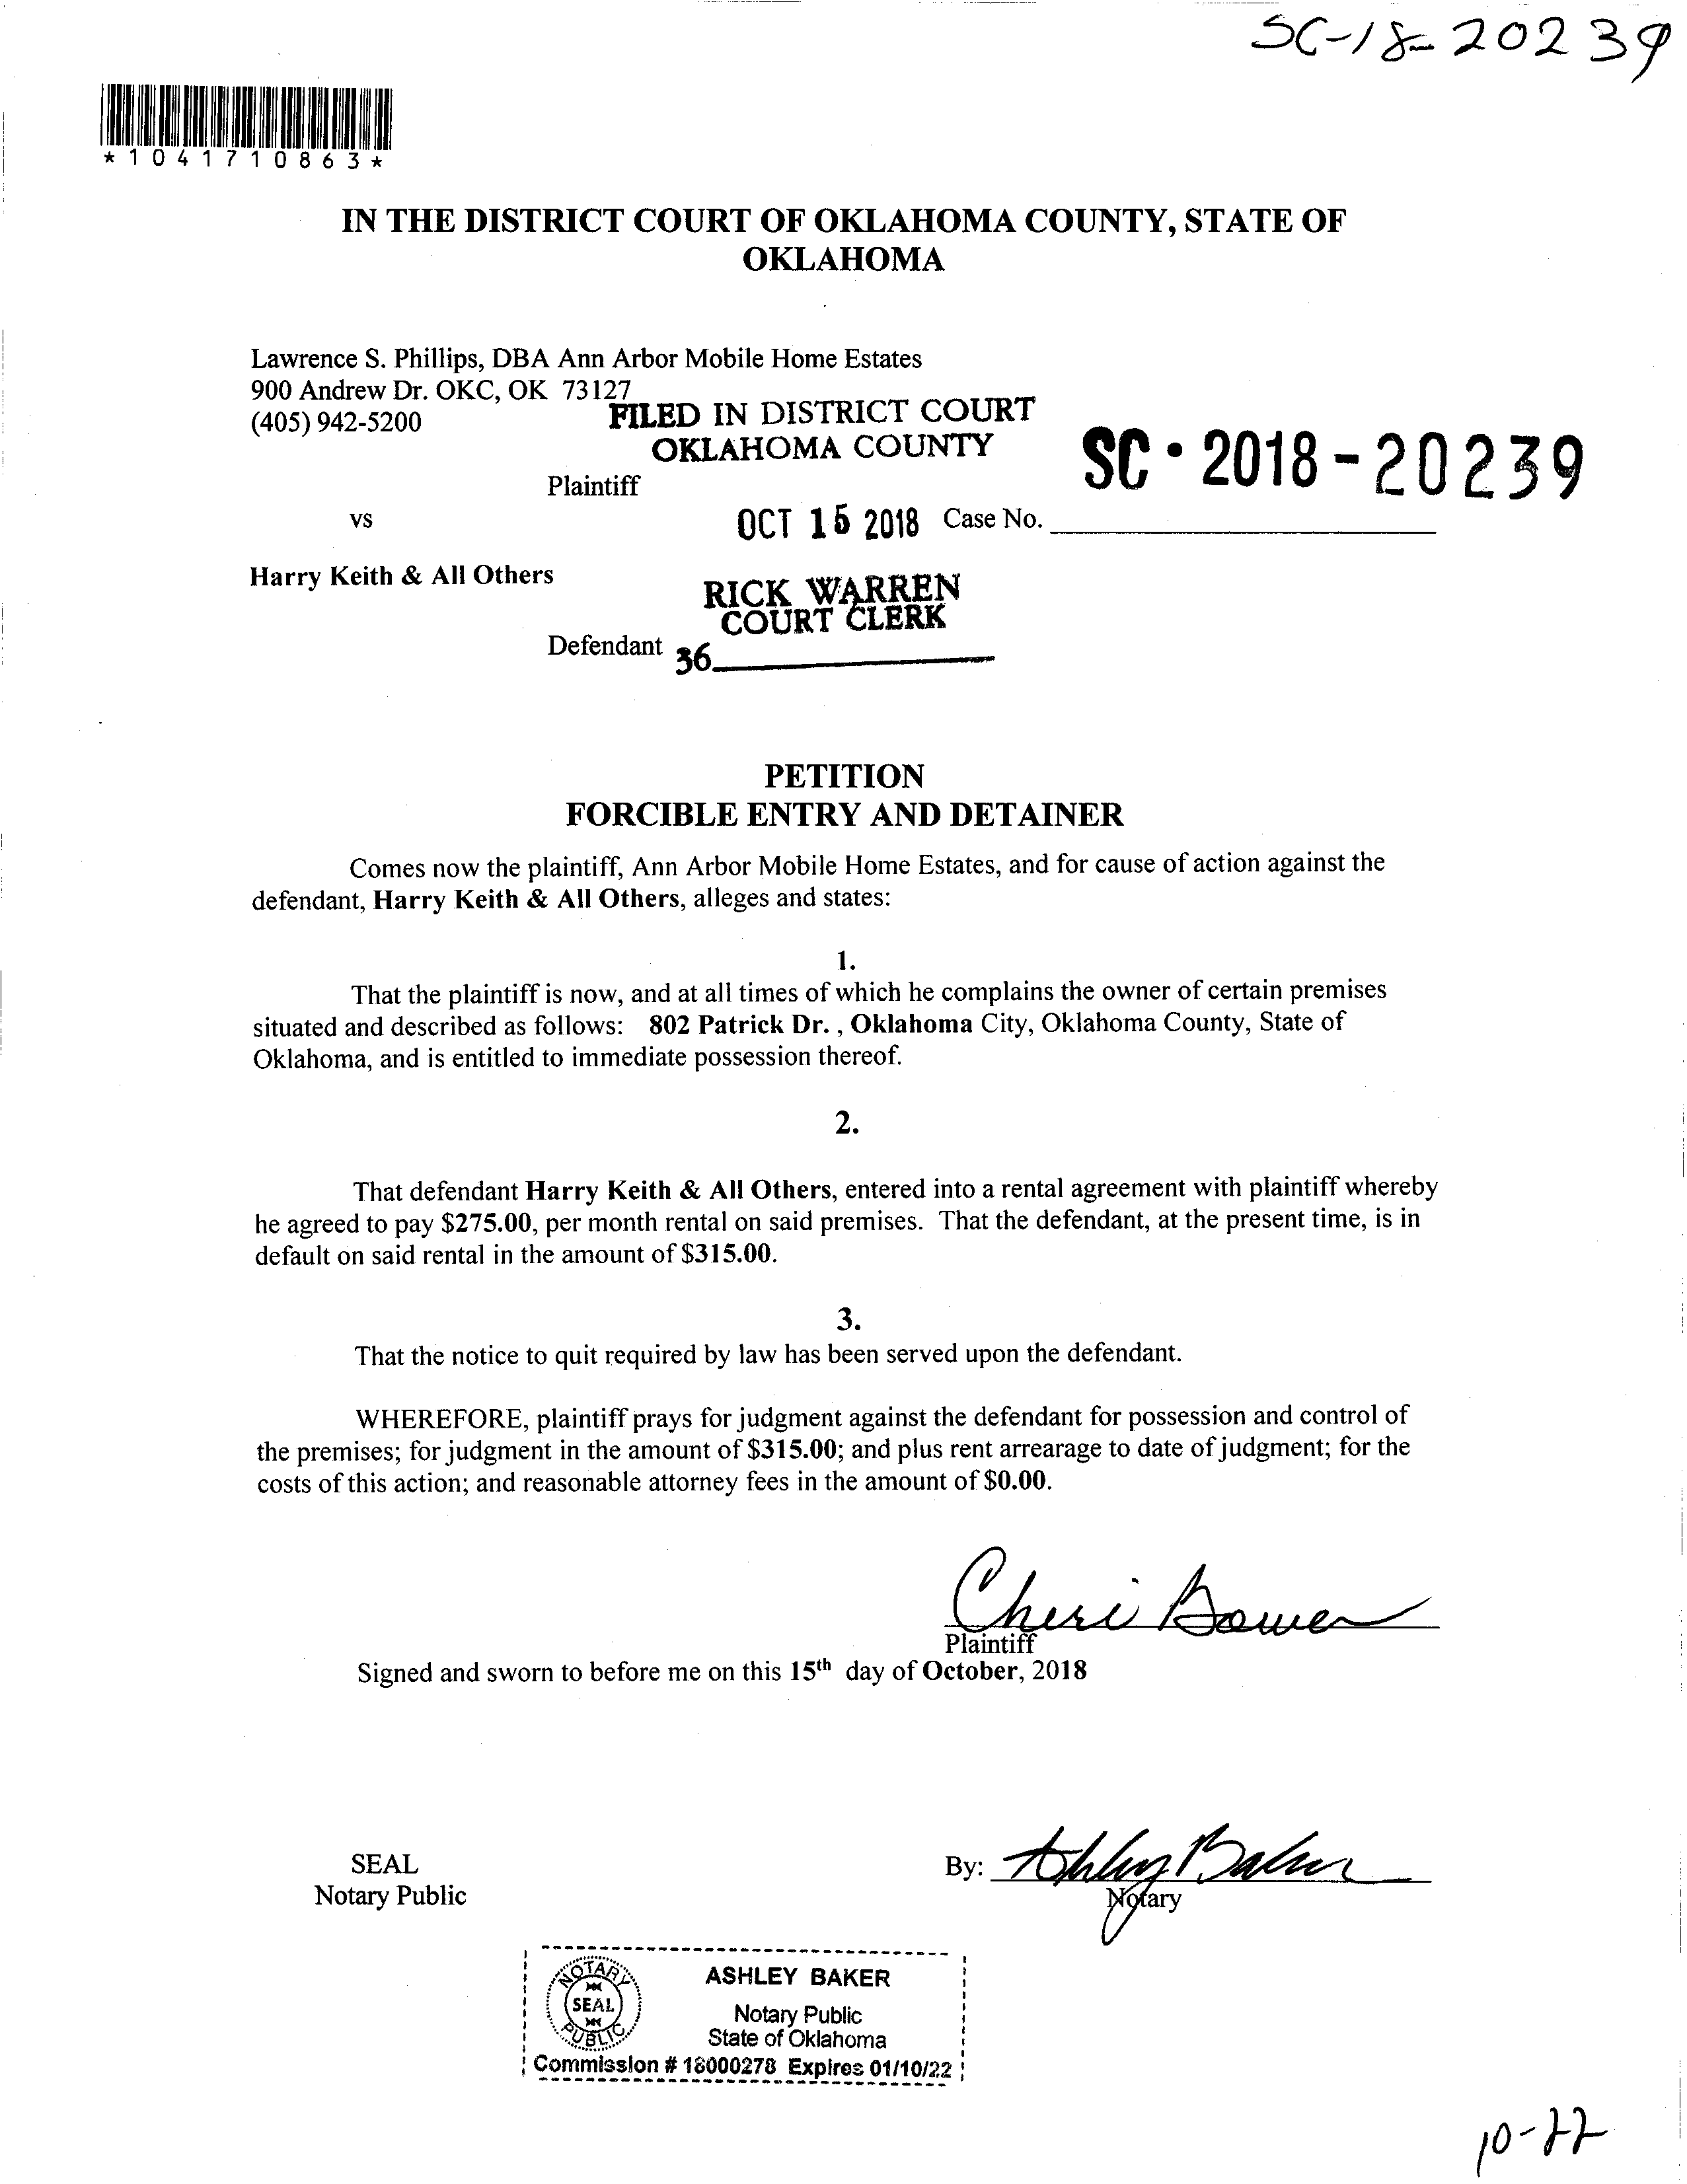 SC-18-20239
*1041710863*
IN THE DISTRICT COURT OF OKLAHOMA COUNTY, STATE OF
OKLAHOMA
Lawrence S. Phillips, DBA Ann Arbor Mobile Home Estates
900 Andrew Dr. OKC, OK 73127
(405) 942-5200
FILED IN DISTRICT COURT
OKLAHOMA COUNTY
SC • 2018 - 20239
Plaintiff
vs
OCT 15 2018
Case No.
Harry Keith & All Others
RICK WARREN
COURT CLERK
Defendant
36
PETITION
FORCIBLE ENTRY AND DETAINER
Comes now the plaintiff, Ann Arbor Mobile Home Estates, and for cause of action against the
defendant, Harry Keith & All Others, alleges and states:
1.
That the plaintiff is now, and at all times of which he complains the owner of certain premises
situated and described as follows: 802 Patrick Dr. , Oklahoma City, Oklahoma County, State of
Oklahoma, and is entitled to immediate possession thereof.
2.
That defendant Harry Keith & All Others, entered into a rental agreement with plaintiff whereby
he agreed to pay $275.00, per month rental on said premises. That the defendant, at the present time, is in
default on said rental in the amount of $315.00.
3.
That the notice to quit required by law has been served upon the defendant.
WHEREFORE, plaintiff prays for judgment against the defendant for possession and control of
the premises; for judgment in the amount of $315.00; and plus rent arrearage to date of judgment; for the
costs of this action; and reasonable attorney fees in the amount of $0.00.
Cheri Bower
Plaintiff
Signed and sworn to before me on this 15th day of October, 2018
SEAL
Notary Public
By: Ashley Baker
Notary
NOTARY
SEAL
PUBLIC
ASHLEY BAKER
Notary Public
State of Oklahoma
Commission # 18000278 Expires 01/10/22
10-22